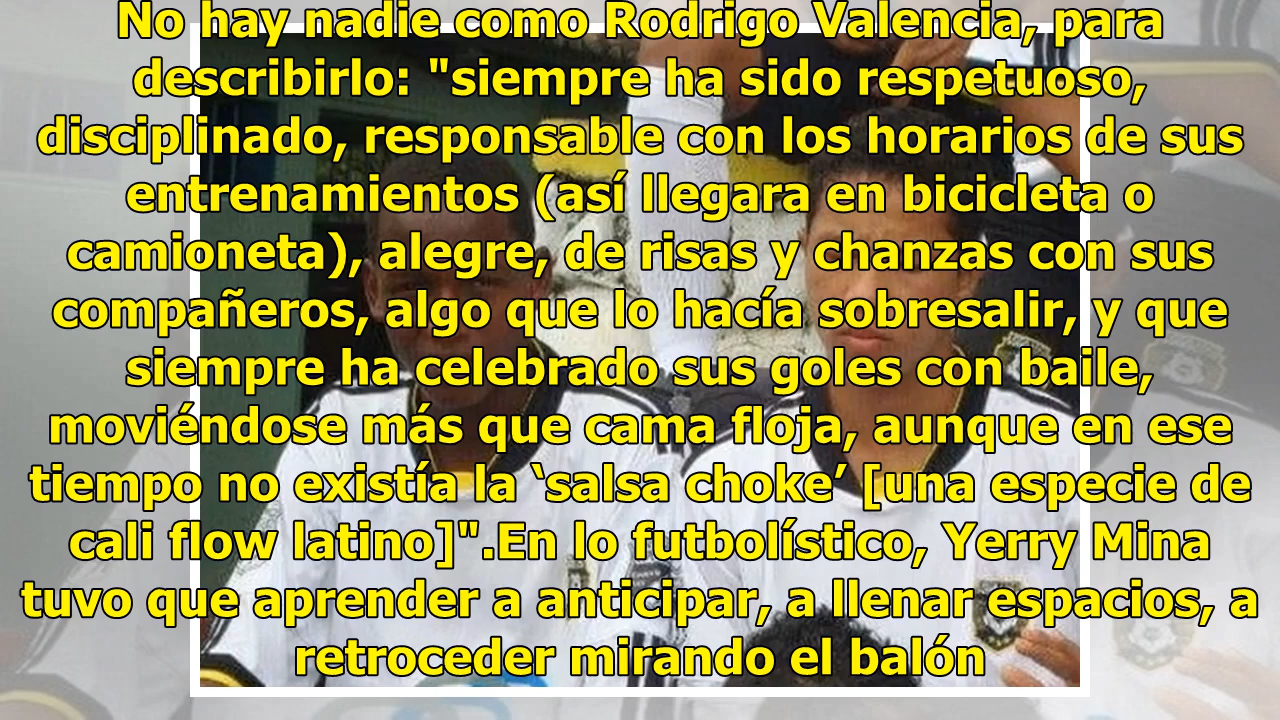 No hay nadie como Rodrigo Valencia, para
describirlo: "siempre ha sido respetuoso,
disciplinado, responsable con los horarios de sus
entrenamientos (así llegara en bicicleta o
camioneta), alegre, de risas y chanzas con sus
compañeros, algo que lo hacía sobresalir, y que
siempre ha celebrado sus goles con baile,
moviéndose más que cama floja, aunque en ese
tiempo no existía la ‘salsa choke’ [una especie de
cali flow latino]".En lo futbolístico, Yerry Mina
tuvo que aprender a anticipar, a llenar espacios, a
retroceder mirando el balón